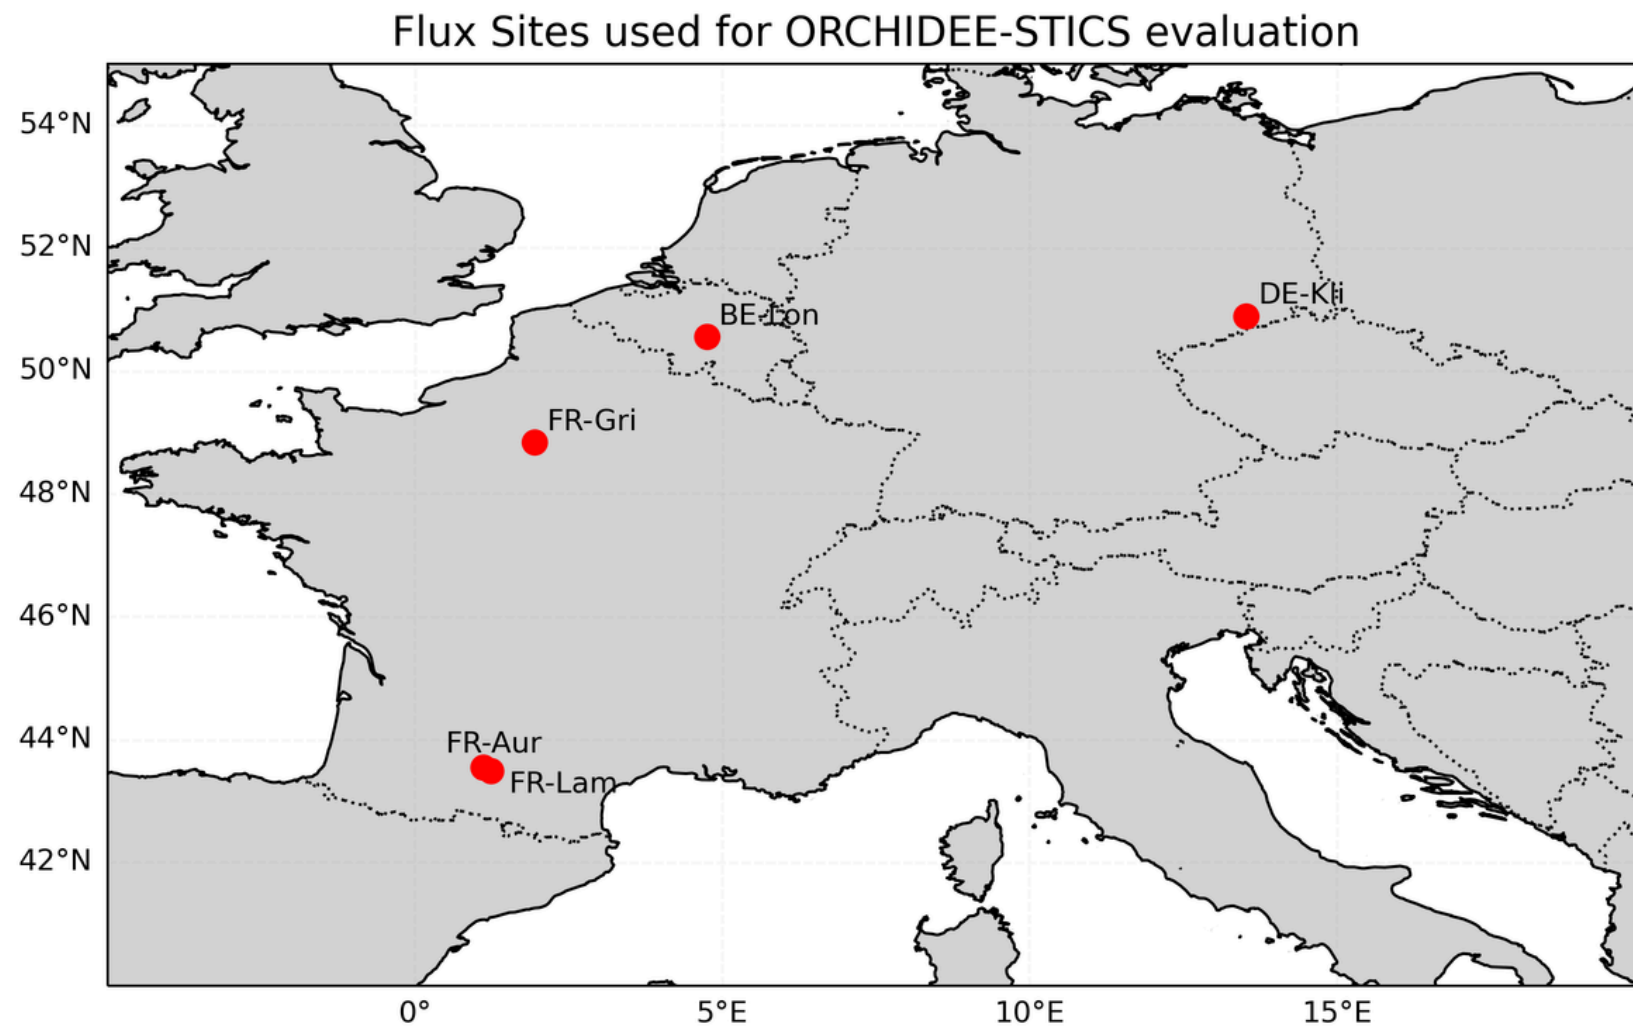 Flux Sites used for ORCHIDEE-STICS evaluation
54°N
52°N
DE-Kli
BE-Lon
50°N
FR-Gri
48°N
46°N
44°N
FR-Aur
FR-Lam
42°N
0°
5°E
10°E
15°E